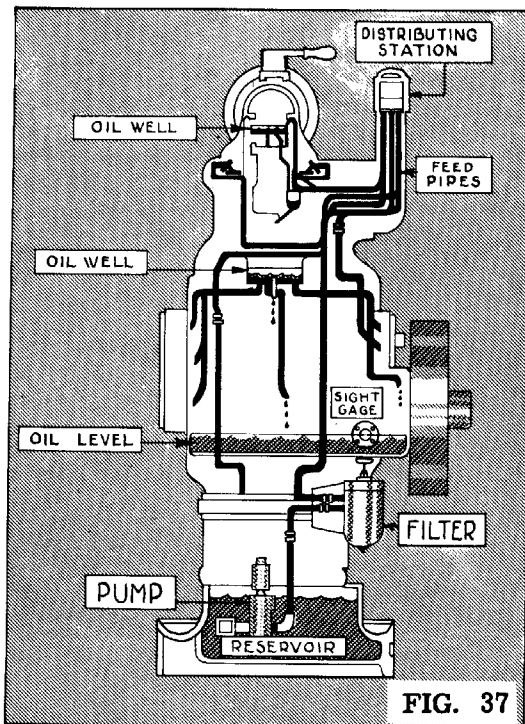 DISTRIBUTING
STATION
OIL WELL
FEED
PIPES
OIL WELL
SIGHT
GAGE
OIL LEVEL
FILTER
PUMP
RESERVOIR
FIG. 37